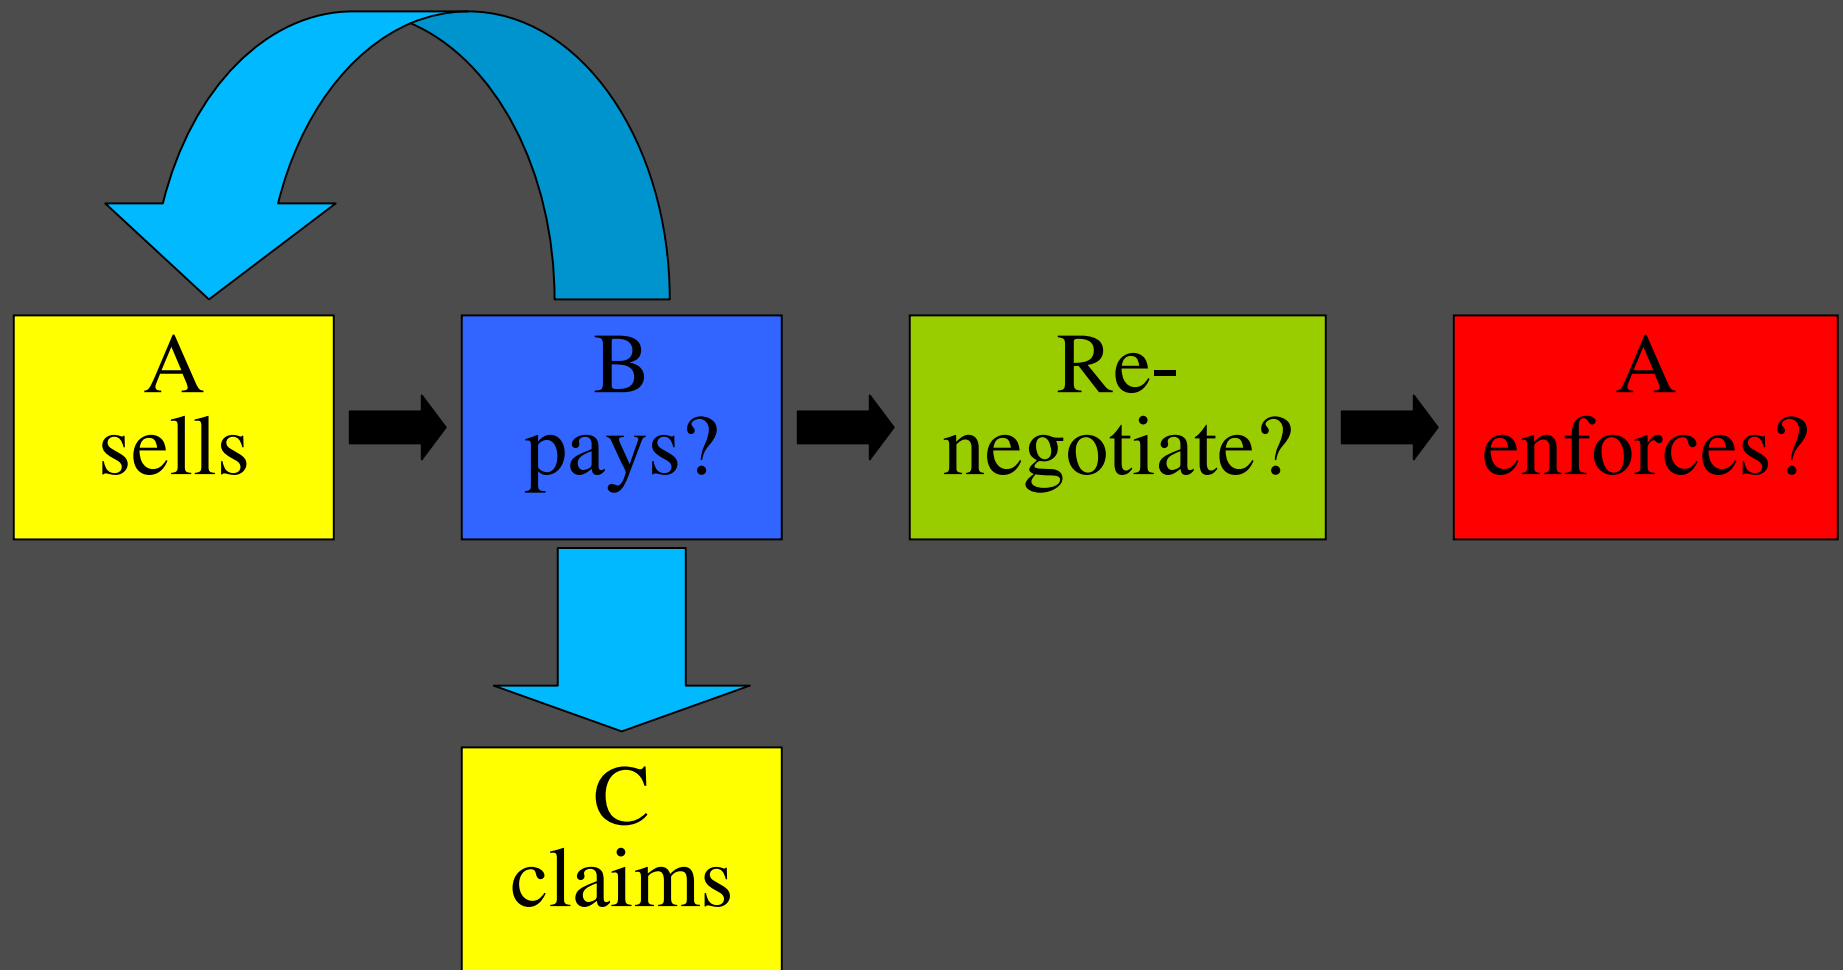 A
sells
B
pays?
Re-
negotiate?
A
enforces?
C
claims